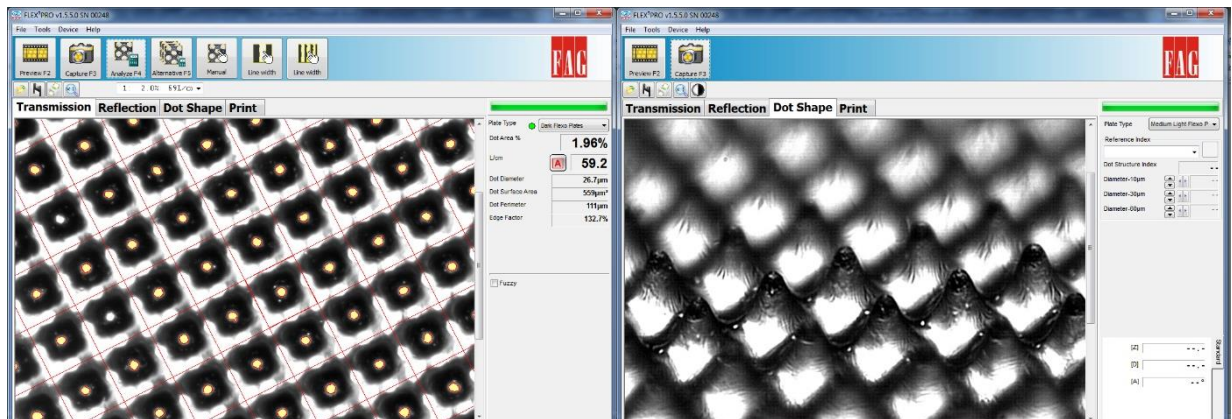 FLEX³PRO v1.5.5.0 SN 00248
File Tools Device Help
Preview F2 Capture F3 Analyze F4 Alternative F5 Manual Line width Line width
FAG
1 2.0% 59L/cm
Transmission Reflection Dot Shape Print
Plate Type Dark Flexo Plates
Dot Area % 1.96%
L/cm A 59.2
Dot Diameter 26.7µm
Dot Surface Area 559µm²
Dot Perimeter 111µm
Edge Factor 132.7%
Fuzzy
FLEX³PRO v1.5.5.0 SN 00248
File Tools Device Help
Preview F2 Capture F3
FAG
Transmission Reflection Dot Shape Print
Plate Type Medium Light Flexo P
Reference Index
Dot Structure Index --
Diameter-10µm --
Diameter-30µm --
Diameter-60µm --
Standard
[Z] --.-
[D] --.-
[A] --°